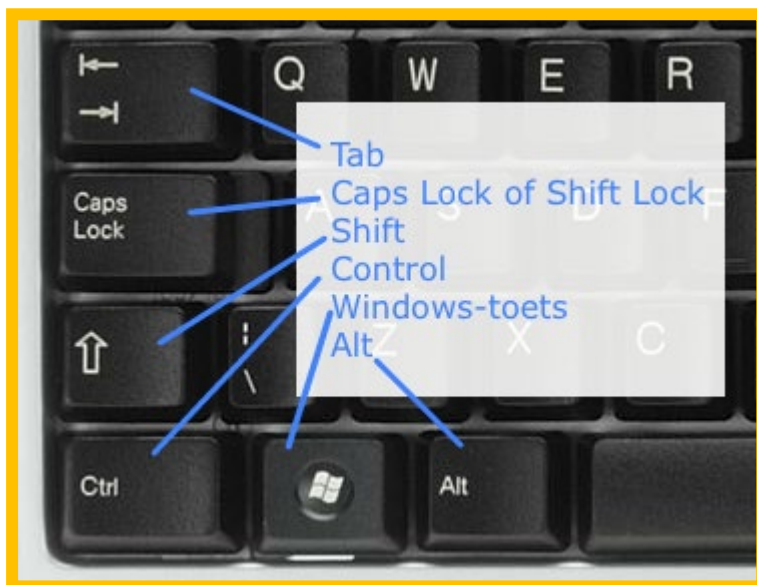 Q W E R
Tab
Caps Lock
Caps Lock of Shift Lock
A S D F
Shift
Control
Windows-toets
¦ \
Z X C
Alt
Ctrl
Alt